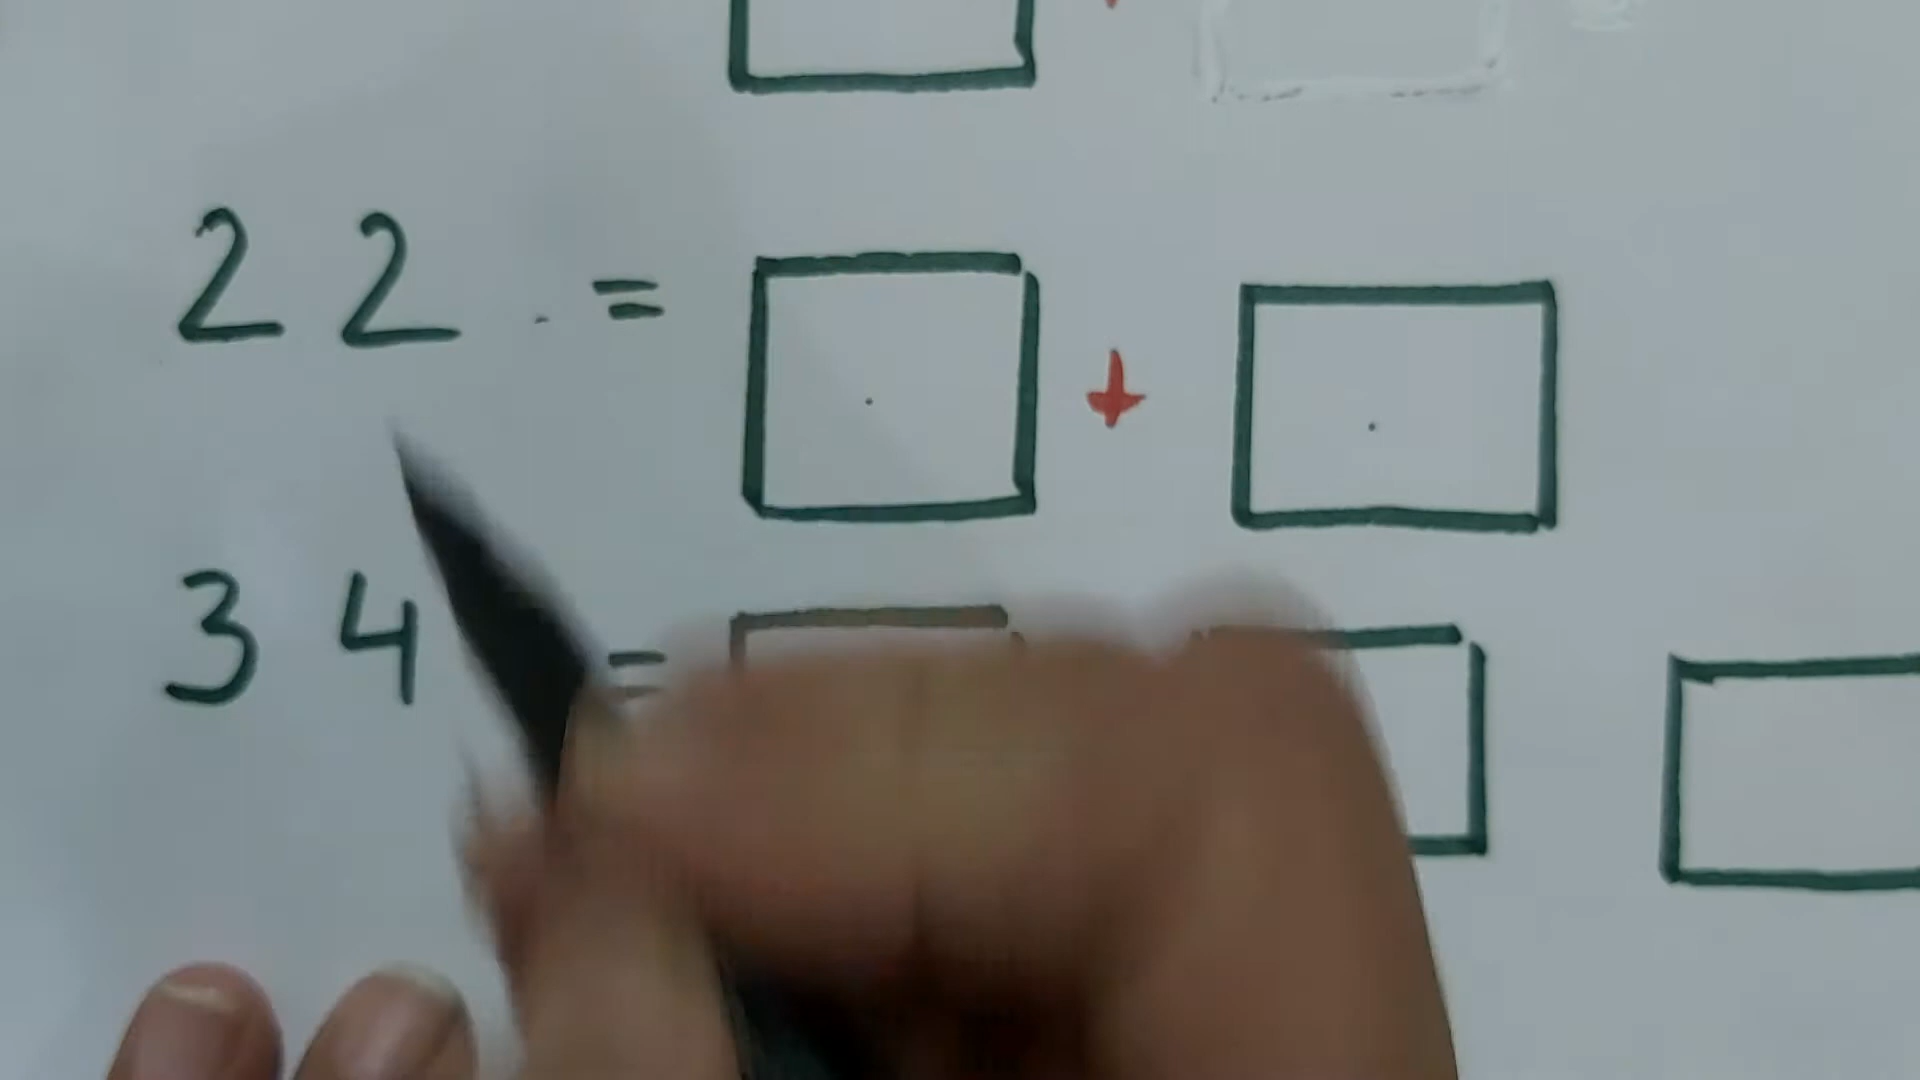 22 = +
34 =